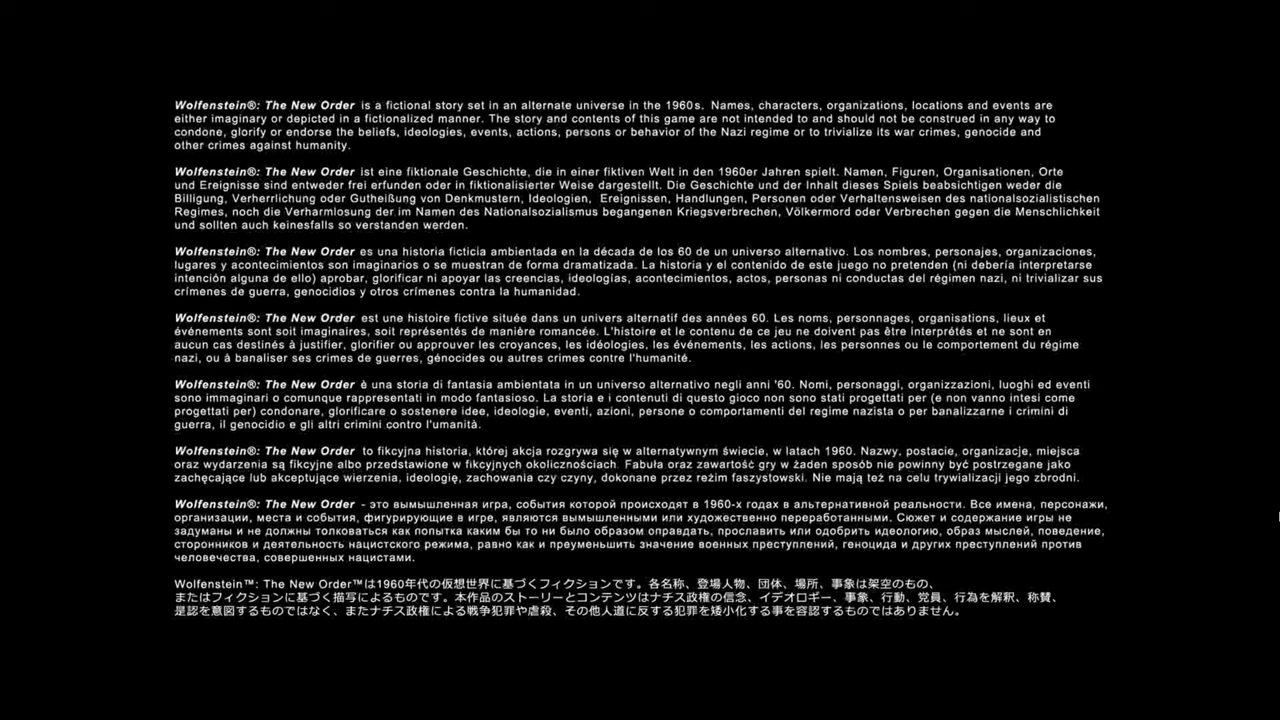 Wolfenstein®: The New Order is a fictional story set in an alternate universe in the 1960s. Names, characters, organizations, locations and events are
either imaginary or depicted in a fictionalized manner. The story and contents of this game are not intended to and should not be construed in any way to
condone, glorify or endorse the beliefs, ideologies, events, actions, persons or behavior of the Nazi regime or to trivialize its war crimes, genocide and
other crimes against humanity.
Wolfenstein®: The New Order ist eine fiktionale Geschichte, die in einer fiktiven Welt in den 1960er Jahren spielt. Namen, Figuren, Organisationen, Orte
und Ereignisse sind entweder frei erfunden oder in fiktionalisierter Weise dargestellt. Die Geschichte und der Inhalt dieses Spiels beabsichtigen weder die
Billigung, Verherrlichung oder Gutheißung von Denkmustern, Ideologien, Ereignissen, Handlungen, Personen oder Verhaltensweisen des nationalsozialistischen
Regimes, noch die Verharmlosung der im Namen des Nationalsozialismus begangenen Kriegsverbrechen, Völkermord oder Verbrechen gegen die Menschlichkeit
und sollten auch keinesfalls so verstanden werden.
Wolfenstein®: The New Order es una historia ficticia ambientada en la década de los 60 de un universo alternativo. Los nombres, personajes, organizaciones,
lugares y acontecimientos son imaginarios o se muestran de forma dramatizada. La historia y el contenido de este juego no pretenden (ni debería interpretarse
intención alguna de ello) aprobar, glorificar ni apoyar las creencias, ideologías, acontecimientos, actos, personas ni conductas del régimen nazi, ni trivializar sus
crímenes de guerra, genocidios y otros crímenes contra la humanidad.
Wolfenstein®: The New Order est une histoire fictive située dans un univers alternatif des années 60. Les noms, personnages, organisations, lieux et
événements sont soit imaginaires, soit représentés de manière romancée. L'histoire et le contenu de ce jeu ne doivent pas être interprétés et ne sont en
aucun cas destinés à justifier, glorifier ou approuver les croyances, les idéologies, les événements, les actions, les personnes ou le comportement du régime
nazi, ou à banaliser ses crimes de guerres, génocides ou autres crimes contre l'humanité.
Wolfenstein®: The New Order è una storia di fantasia ambientata in un universo alternativo negli anni '60. Nomi, personaggi, organizzazioni, luoghi ed eventi
sono immaginari o comunque rappresentati in modo fantasioso. La storia e i contenuti di questo gioco non sono stati progettati per (e non vanno intesi come
progettati per) condonare, glorificare o sostenere idee, ideologie, eventi, azioni, persone o comportamenti del regime nazista o per banalizzarne i crimini di
guerra, il genocidio e gli altri crimini contro l'umanità.
Wolfenstein®: The New Order to fikcyjna historia, której akcja rozgrywa się w alternatywnym świecie, w latach 1960. Nazwy, postacie, organizacje, miejsca
oraz wydarzenia są fikcyjne albo przedstawione w fikcyjnych okolicznościach. Fabuła oraz zawartość gry w żaden sposób nie powinny być postrzegane jako
zachęcające lub akceptujące wierzenia, ideologię, zachowania czy czyny, dokonane przez reżim faszystowski. Nie mają też na celu trywializacji jego zbrodni.
Wolfenstein®: The New Order - это вымышленная игра, события которой происходят в 1960-х годах в альтернативной реальности. Все имена, персонажи,
организации, места и события, фигурирующие в игре, являются вымышленными или художественно переработанными. Сюжет и содержание игры не
задуманы и не должны толковаться как попытка каким бы то ни было образом оправдать, прославить или одобрить идеологию, образ мыслей, поведение,
сторонников и деятельность нацистского режима, равно как и преуменьшить значение военных преступлений, геноцида и других преступлений против
человечества, совершенных нацистами.
Wolfenstein™: The New Order™は1960年代の仮想世界に基づくフィクションです。各名称、登場人物、団体、場所、事象は架空のもの、
またはフィクションに基づく描写によるものです。本作品のストーリーとコンテンツはナチス政権の信念、イデオロギー、事象、行動、党員、行為を解釈、称賛、
是認を意図するものではなく、またナチス政権による戦争犯罪や虐殺、その他人道に反する犯罪を矮小化する事を容認するものではありません。